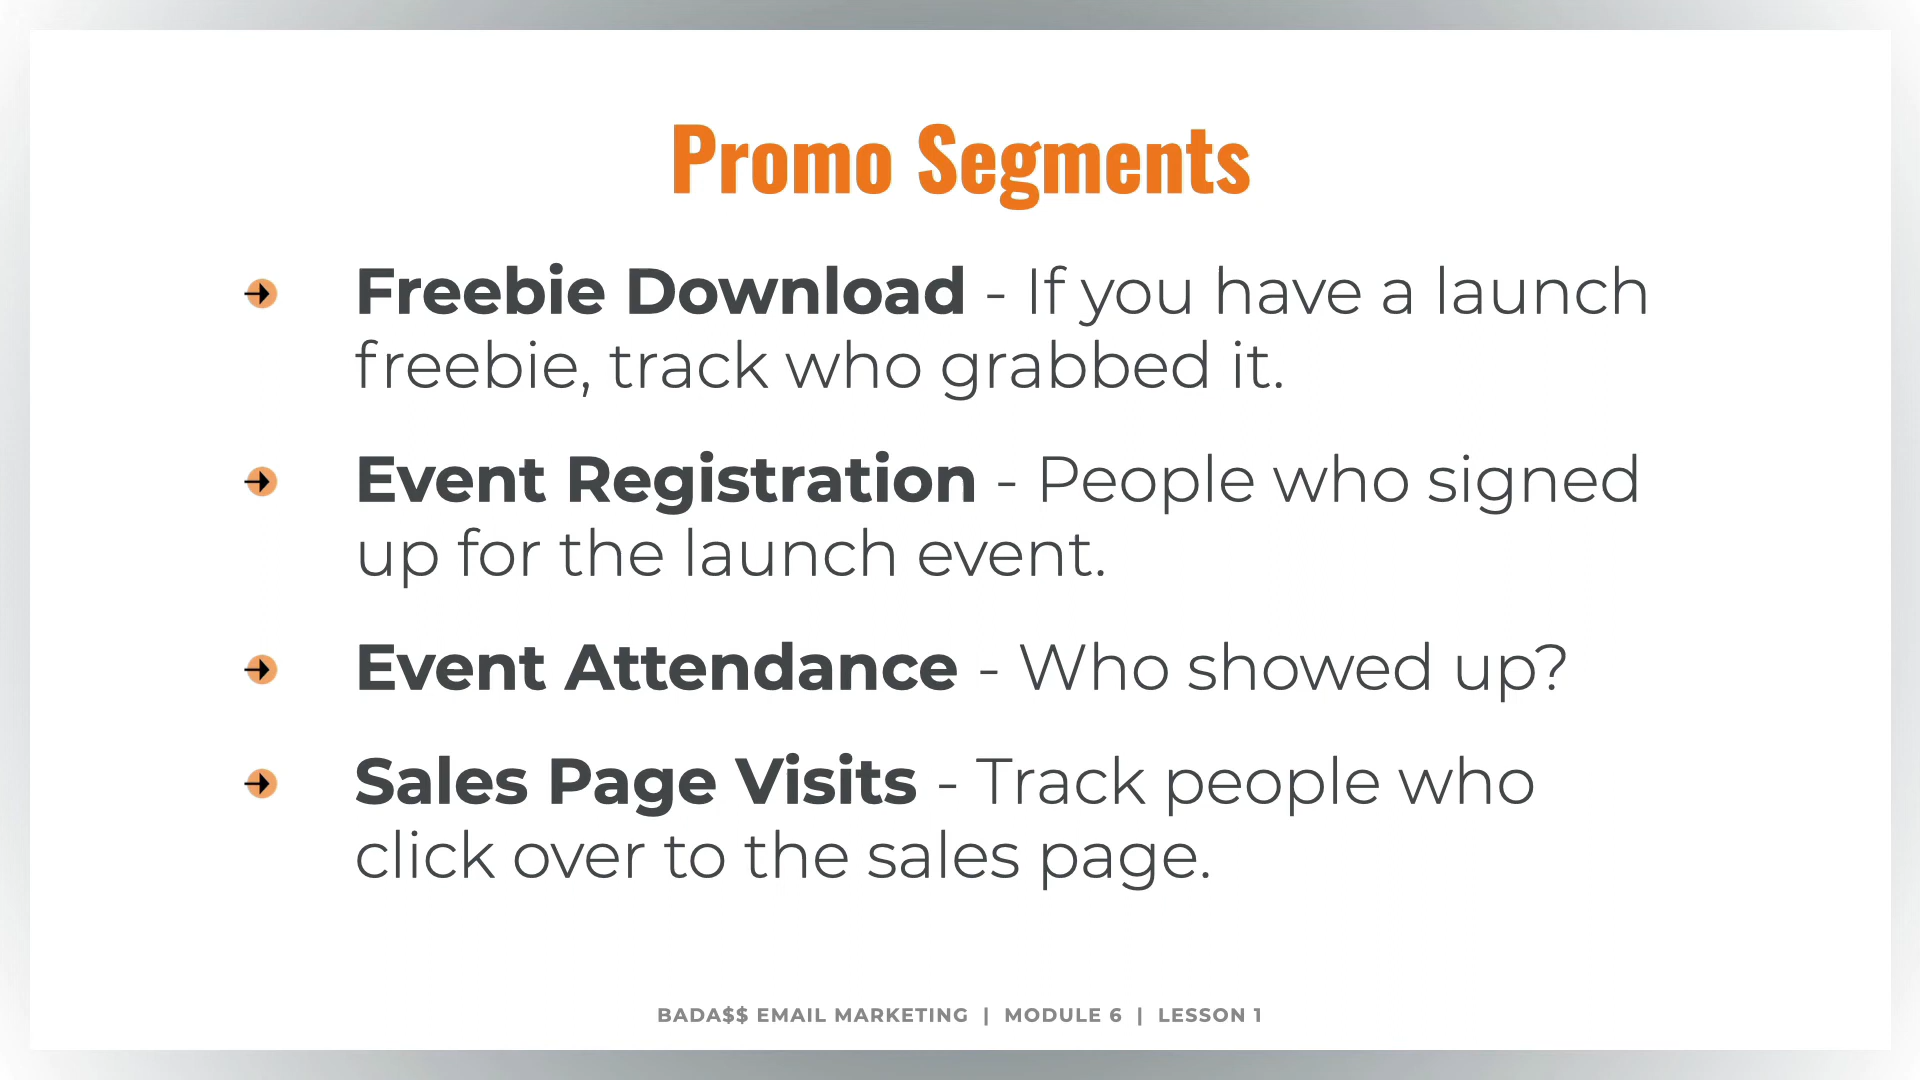 Promo Segments
Freebie Download - If you have a launch
freebie, track who grabbed it.
Event Registration - People who signed
up for the launch event.
Event Attendance - Who showed up?
Sales Page Visits - Track people who
click over to the sales page.
BADA$$ EMAIL MARKETING | MODULE 6 | LESSON 1